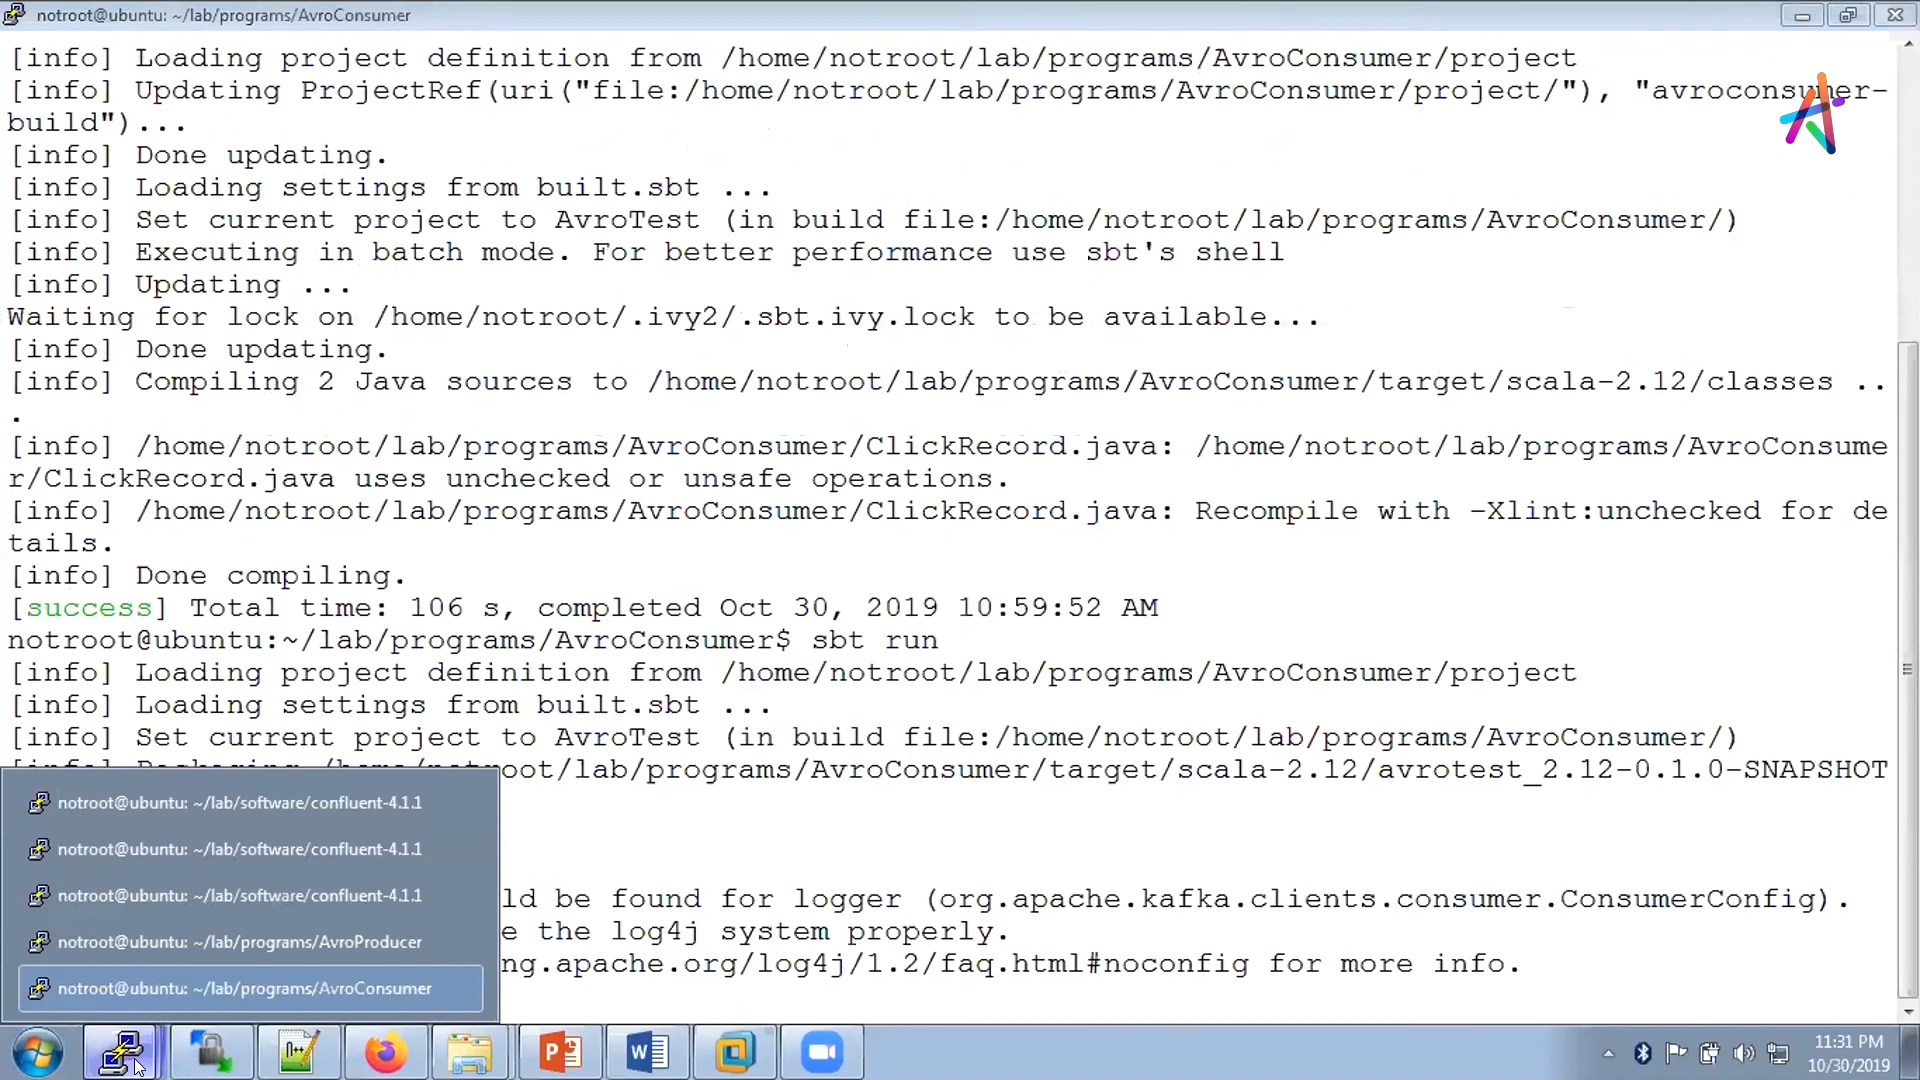 notroot@ubuntu: ~/lab/programs/AvroConsumer
[info] Loading project definition from /home/notroot/lab/programs/AvroConsumer/project
[info] Updating ProjectRef(uri("file:/home/notroot/lab/programs/AvroConsumer/project/"), "avroconsumer-
build")...
[info] Done updating.
[info] Loading settings from built.sbt ...
[info] Set current project to AvroTest (in build file:/home/notroot/lab/programs/AvroConsumer/)
[info] Executing in batch mode. For better performance use sbt's shell
[info] Updating ...
Waiting for lock on /home/notroot/.ivy2/.sbt.ivy.lock to be available...
[info] Done updating.
[info] Compiling 2 Java sources to /home/notroot/lab/programs/AvroConsumer/target/scala-2.12/classes ..
.
[info] /home/notroot/lab/programs/AvroConsumer/ClickRecord.java: /home/notroot/lab/programs/AvroConsume
r/ClickRecord.java uses unchecked or unsafe operations.
[info] /home/notroot/lab/programs/AvroConsumer/ClickRecord.java: Recompile with -Xlint:unchecked for de
tails.
[info] Done compiling.
[success] Total time: 106 s, completed Oct 30, 2019 10:59:52 AM
notroot@ubuntu:~/lab/programs/AvroConsumer$ sbt run
[info] Loading project definition from /home/notroot/lab/programs/AvroConsumer/project
[info] Loading settings from built.sbt ...
[info] Set current project to AvroTest (in build file:/home/notroot/lab/programs/AvroConsumer/)
root/lab/programs/AvroConsumer/target/scala-2.12/avrotest_2.12-0.1.0-SNAPSHOT
notroot@ubuntu: ~/lab/software/confluent-4.1.1
notroot@ubuntu: ~/lab/software/confluent-4.1.1
notroot@ubuntu: ~/lab/software/confluent-4.1.1
ld be found for logger (org.apache.kafka.clients.consumer.ConsumerConfig).
e the log4j system properly.
notroot@ubuntu: ~/lab/programs/AvroProducer
ng.apache.org/log4j/1.2/faq.html#noconfig for more info.
notroot@ubuntu: ~/lab/programs/AvroConsumer
11:31 PM
10/30/2019